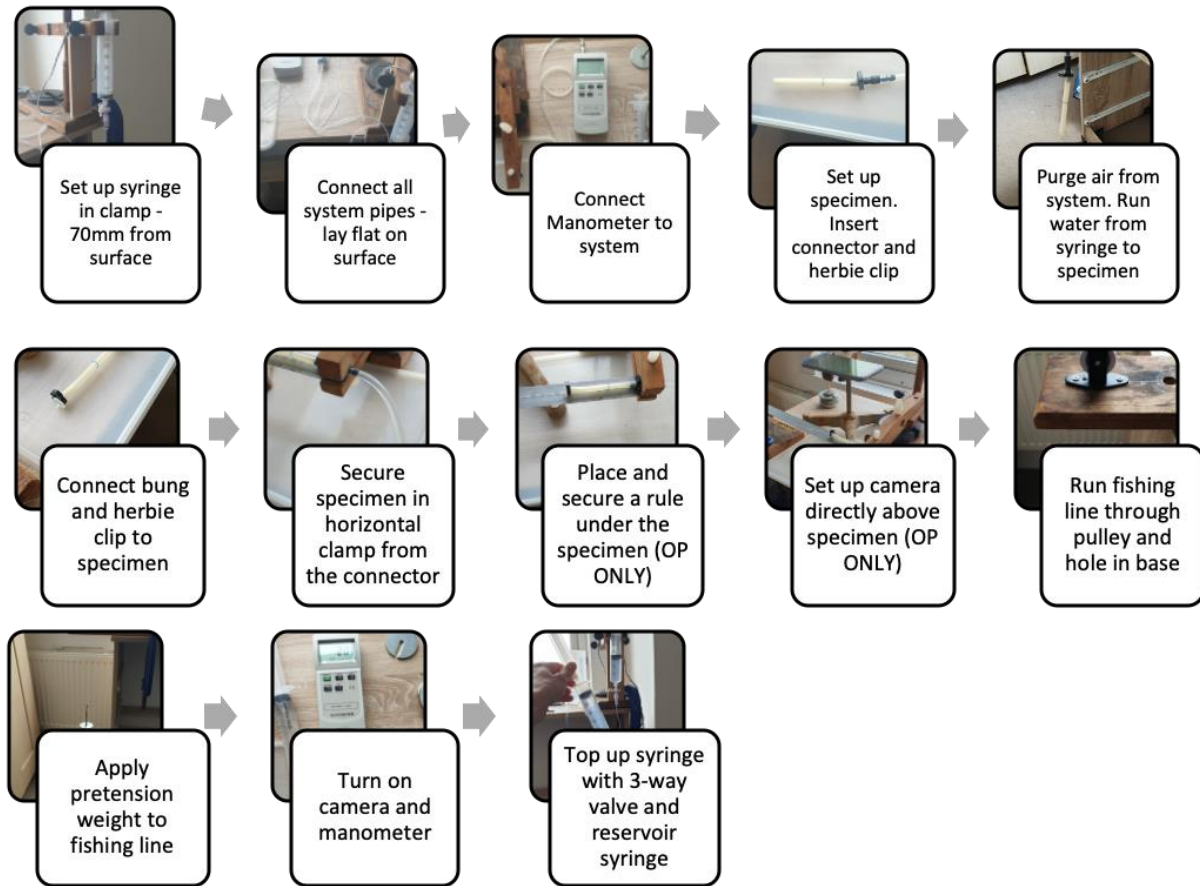 Set up syringe
in clamp -
70mm from
surface
Connect all
system pipes -
lay flat on
surface
Connect
Manometer to
system
Set up
specimen.
Insert
connector and
herbie clip
Purge air from
system. Run
water from
syringe to
specimen
Connect bung
and herbie
clip to
specimen
Secure
specimen in
horizontal
clamp from
the connector
Place and
secure a rule
under the
specimen (OP
ONLY)
Set up camera
directly above
specimen (OP
ONLY)
Run fishing
line through
pulley and
hole in base
Apply
pretension
weight to
fishing line
Turn on
camera and
manometer
Top up syringe
with 3-way
valve and
reservoir
syringe